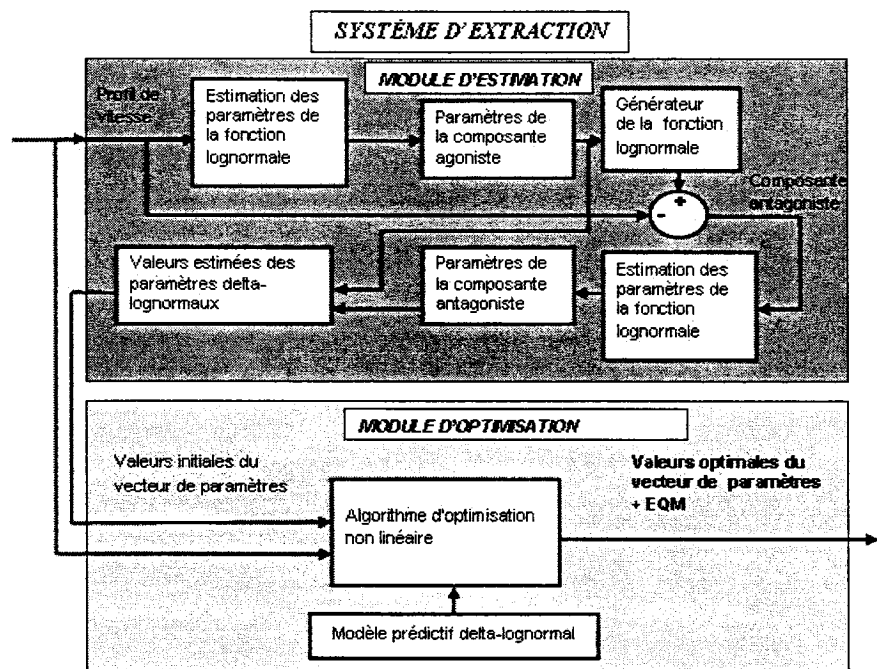 SYSTÈME D'EXTRACTION
MODULE D'ESTIMATION
Profil de
vitesse
Estimation des
paramètres de
la fonction
lognormale
Paramètres de
la composante
agoniste
Générateur
de la fonction
lognormale
+
-
Composante
antagoniste
Valeurs estimées des
paramètres delta-
lognormaux
Paramètres de
la composante
antagoniste
Estimation des
paramètres de
la fonction
lognormale
MODULE D'OPTIMISATION
Valeurs initiales du
vecteur de paramètres
Algorithme d'optimisation
non linéaire
Valeurs optimales du
vecteur de paramètres
+ EQM
Modèle prédictif delta-lognormal